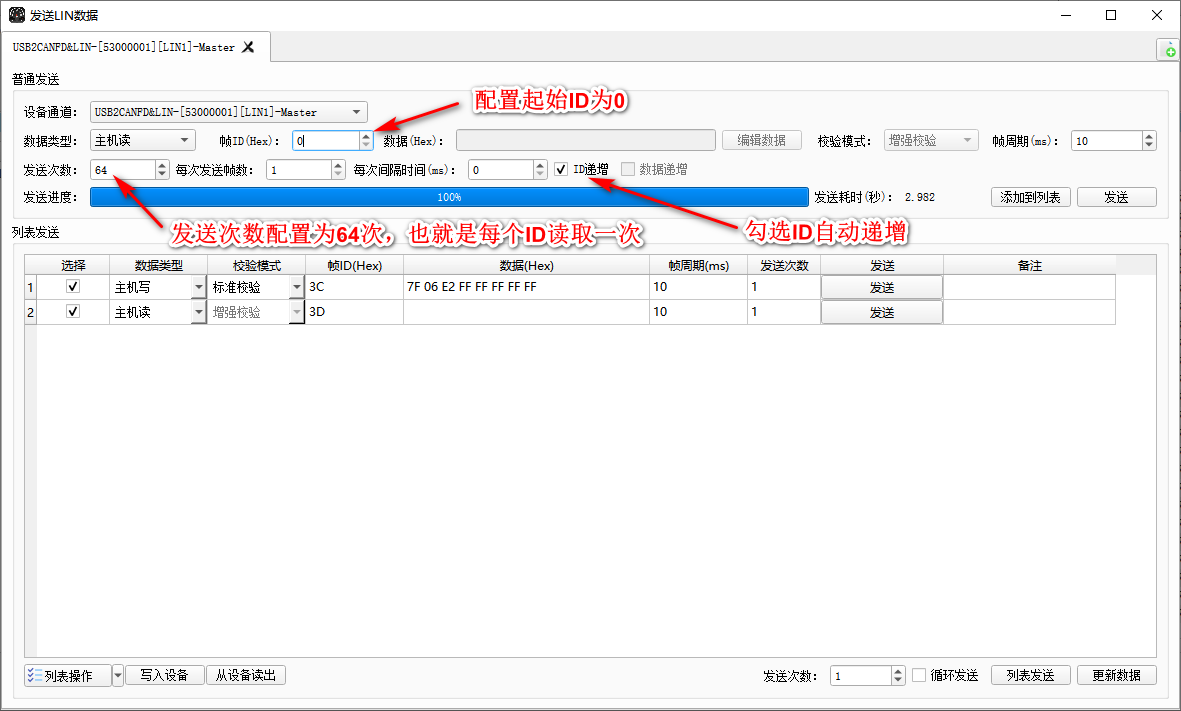 发送LIN数据
USB2CANFD&LIN-[53000001][LIN1]-Master
普通发送
配置起始ID为0
设备通道: USB2CANFD&LIN-[53000001][LIN1]-Master
数据类型: 主机读 帧ID(Hex): 0 数据(Hex): 编辑数据 校验模式: 增强校验 帧周期(ms): 10
发送次数: 64 每次发送帧数: 1 每次间隔时间(ms): 0 ID递增 数据递增
发送进度: 100% 发送耗时(秒): 2.982 添加到列表 发送
发送次数配置为64次，也就是每个ID读取一次
勾选ID自动递增
列表发送
选择 数据类型 校验模式 帧ID(Hex) 数据(Hex) 帧周期(ms) 发送次数 发送 备注
1 主机写 标准校验 3C 7F 06 E2 FF FF FF FF FF 10 1 发送
2 主机读 增强校验 3D 10 1 发送
列表操作 写入设备 从设备读出 发送次数: 1 循环发送 列表发送 更新数据